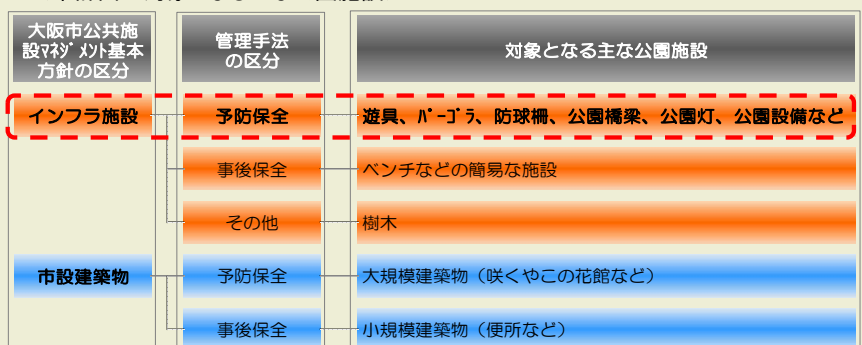 大阪市公共施
設ﾏﾈｼﾞﾒﾝﾄ基本
方針の区分
管理手法
の区分
対象となる主な公園施設
インフラ施設
予防保全
遊具、ﾊﾟｰｺﾞﾗ、防球柵、公園橋梁、公園灯、公園設備など
事後保全
ベンチなどの簡易な施設
その他
樹木
市設建築物
予防保全
大規模建築物（咲くやこの花館など）
事後保全
小規模建築物（便所など）